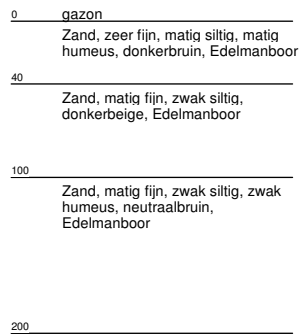 0 gazon
Zand, zeer fijn, matig siltig, matig
humeus, donkerbruin, Edelmanboor
40
Zand, matig fijn, zwak siltig,
donkerbeige, Edelmanboor
100
Zand, matig fijn, zwak siltig, zwak
humeus, neutraalbruin,
Edelmanboor
200